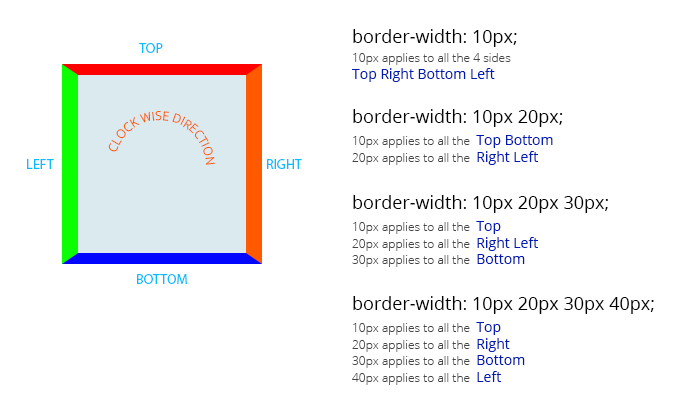 TOP
LEFT
CLOCK WISE DIRECTION
RIGHT
BOTTOM
border-width: 10px;
10px applies to all the 4 sides
Top Right Bottom Left
border-width: 10px 20px;
10px applies to all the Top Bottom
20px applies to all the Right Left
border-width: 10px 20px 30px;
10px applies to all the Top
20px applies to all the Right Left
30px applies to all the Bottom
border-width: 10px 20px 30px 40px;
10px applies to all the Top
20px applies to all the Right
30px applies to all the Bottom
40px applies to all the Left